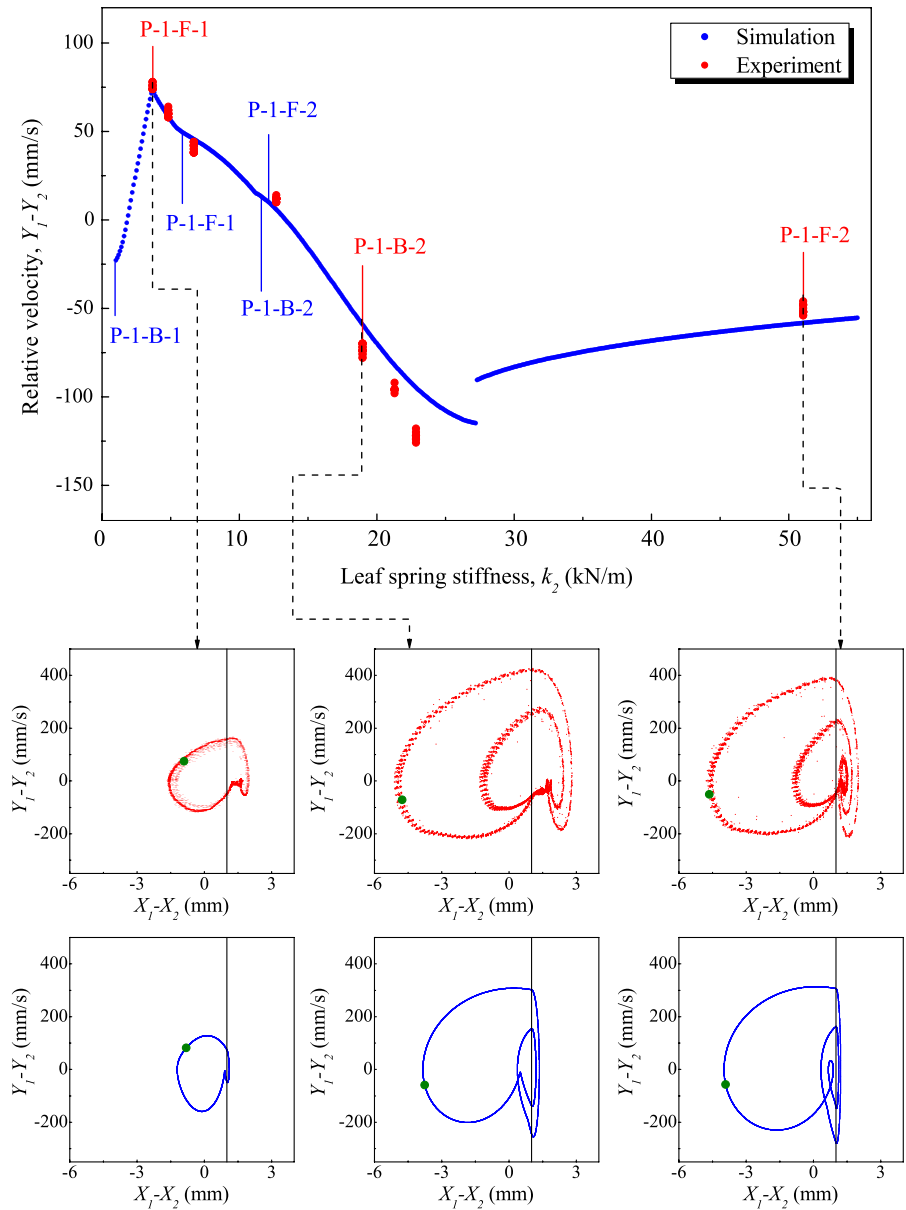 P-1-F-1
Simulation
Experiment
P-1-F-2
P-1-F-1
P-1-B-2
P-1-F-2
P-1-B-2
P-1-B-1
100
50
0
-50
-100
-150
Relative velocity, Y1-Y2 (mm/s)
0 10 20 30 40 50
Leaf spring stiffness, k2 (kN/m)
400
200
0
-200
Y1-Y2 (mm/s)
-6 -3 0 3
X1-X2 (mm)
400
200
0
-200
Y1-Y2 (mm/s)
-6 -3 0 3
X1-X2 (mm)
400
200
0
-200
Y1-Y2 (mm/s)
-6 -3 0 3
X1-X2 (mm)
400
200
0
-200
Y1-Y2 (mm/s)
-6 -3 0 3
X1-X2 (mm)
400
200
0
-200
Y1-Y2 (mm/s)
-6 -3 0 3
X1-X2 (mm)
400
200
0
-200
Y1-Y2 (mm/s)
-6 -3 0 3
X1-X2 (mm)